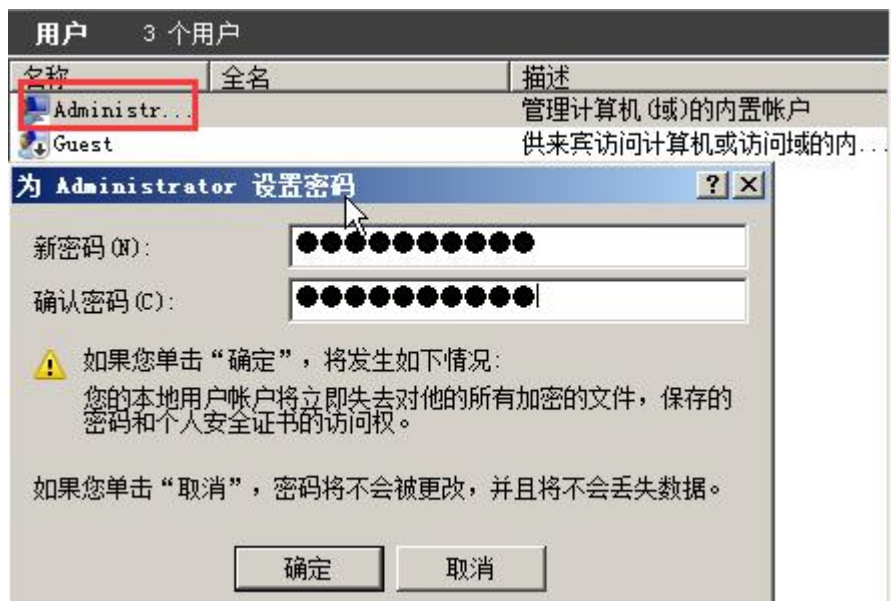 用户 3 个用户
名称 全名 描述
Administr... 管理计算机(域)的内置帐户
Guest 供来宾访问计算机或访问域的内...
为 Administrator 设置密码
新密码(N): ●●●●●●●●●●
确认密码(C): ●●●●●●●●●●
如果您单击“确定”，将发生如下情况:
您的本地用户帐户将立即失去对他的所有加密的文件，保存的
密码和个人安全证书的访问权。
如果您单击“取消”，密码将不会被更改，并且将不会丢失数据。
确定 取消